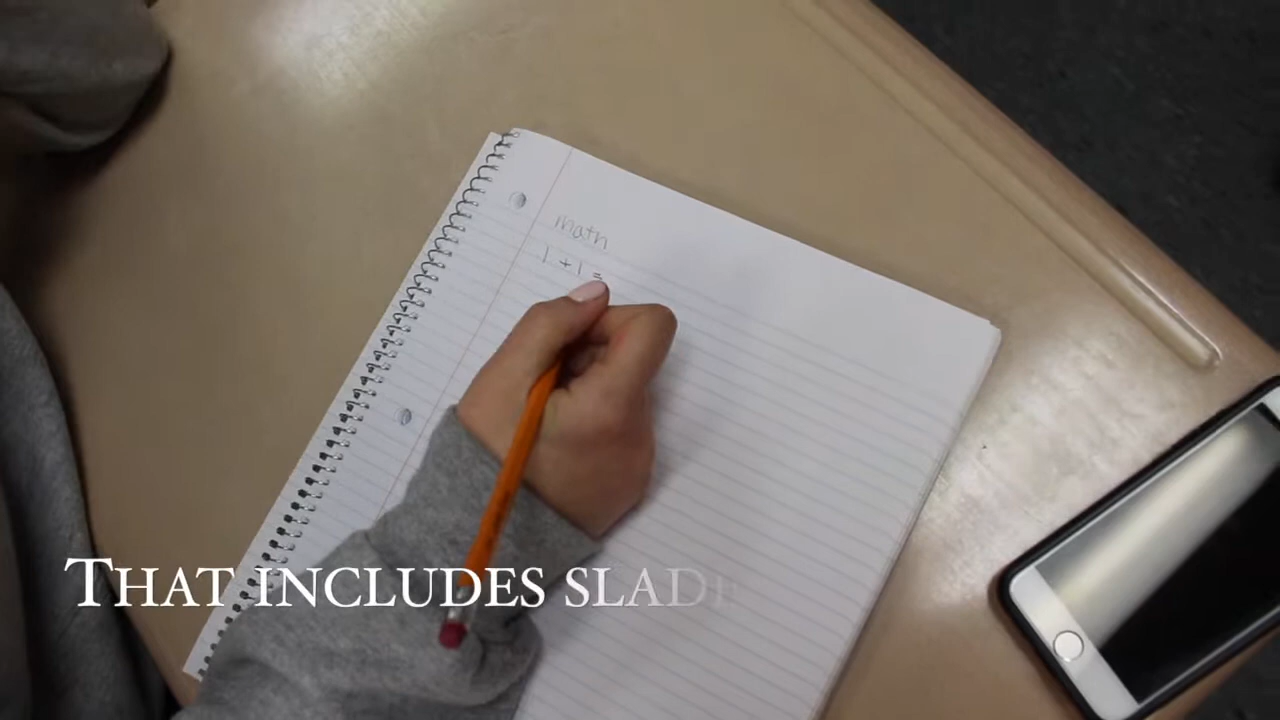 math
1 + 1 =
THAT INCLUDES